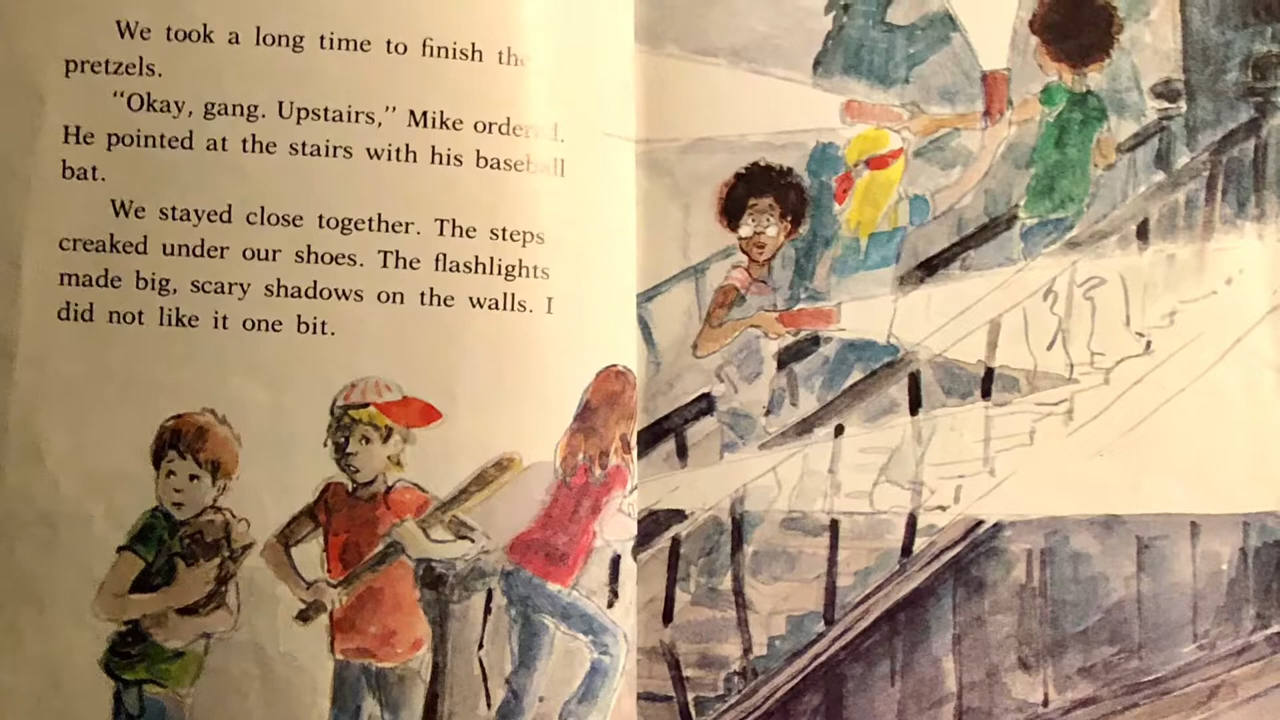 We took a long time to finish the
pretzels.
"Okay, gang. Upstairs," Mike ordered.
He pointed at the stairs with his baseball
bat.
We stayed close together. The steps
creaked under our shoes. The flashlights
made big, scary shadows on the walls. I
did not like it one bit.